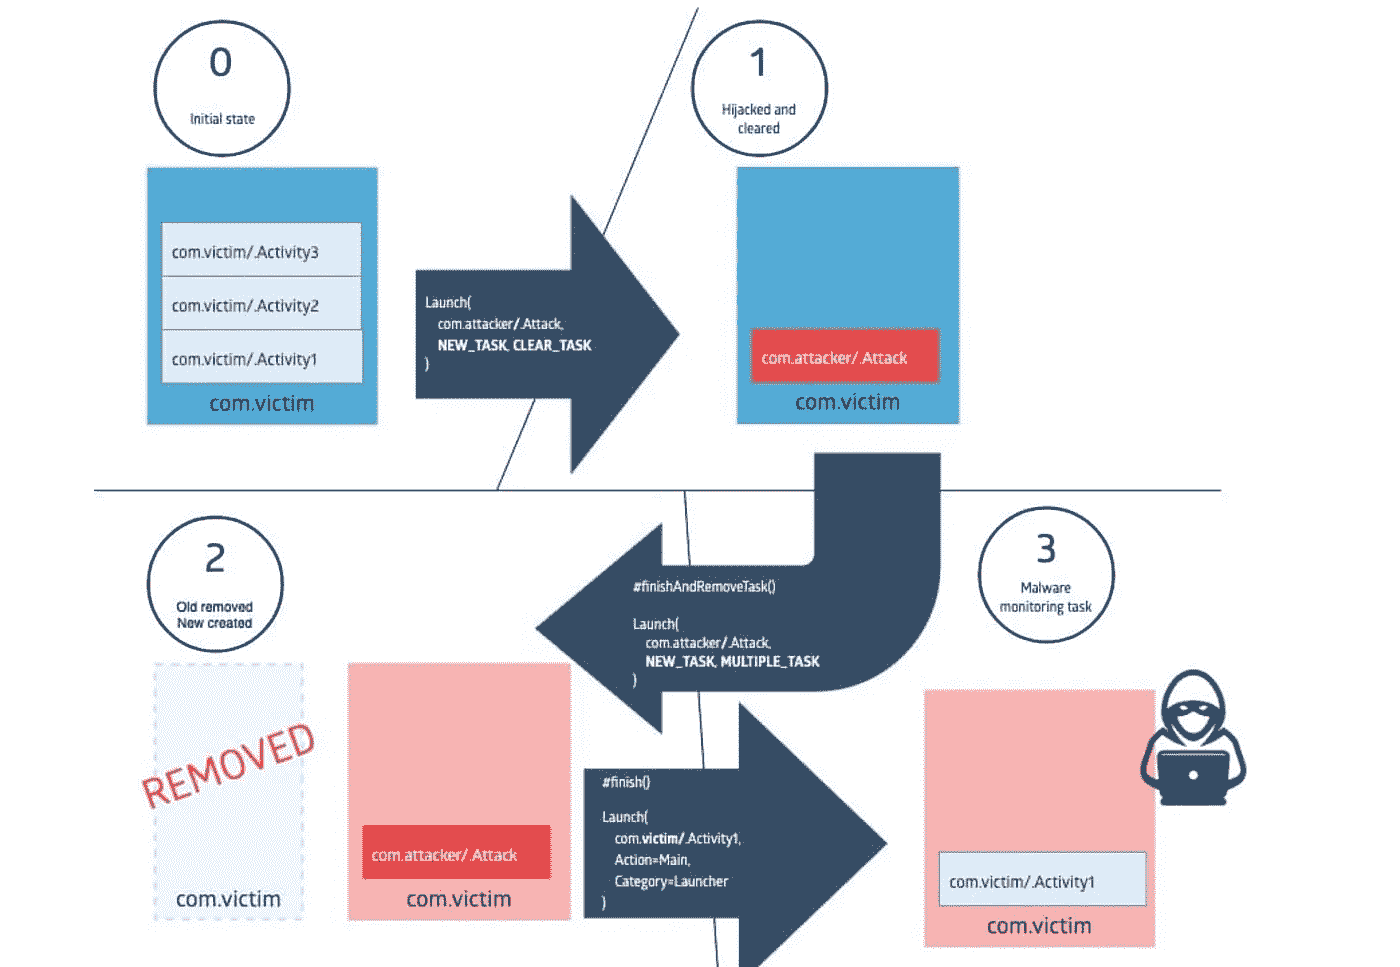 0
Initial state
com.victim/.Activity3
com.victim/.Activity2
com.victim/.Activity1
com.victim
Launch(
com.attacker/.Attack,
NEW_TASK, CLEAR_TASK
)
1
Hijacked and
cleared
com.attacker/.Attack
com.victim
#finishAndRemoveTask()
Launch(
com.attacker/.Attack,
NEW_TASK, MULTIPLE_TASK
)
2
Old removed
New created
REMOVED
com.victim
com.attacker/.Attack
com.victim
#finish()
Launch(
com.victim/.Activity1,
Action=Main,
Category=Launcher
)
3
Malware
monitoring task
com.victim/.Activity1
com.victim